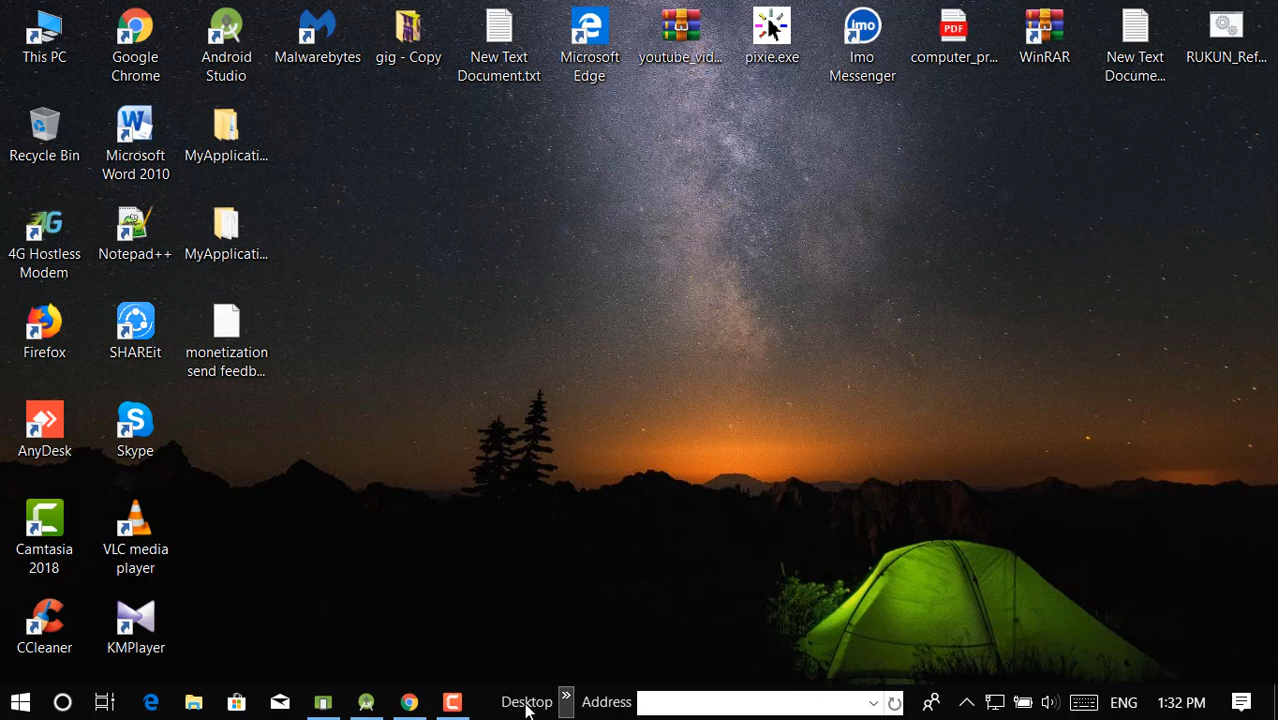 This PC
Google
Chrome
Android
Studio
Malwarebytes
gig - Copy
New Text
Document.txt
Microsoft
Edge
youtube_vid...
pixie.exe
Imo
Messenger
computer_pr...
WinRAR
New Text
Docume...
RUKUN_Ref...
Recycle Bin
Microsoft
Word 2010
MyApplicati...
4G Hostless
Modem
Notepad++
MyApplicati...
Firefox
SHAREit
monetization
send feedb...
AnyDesk
Skype
Camtasia
2018
VLC media
player
CCleaner
KMPlayer
imo
PDF
4G
Desktop » Address ENG 1:32 PM